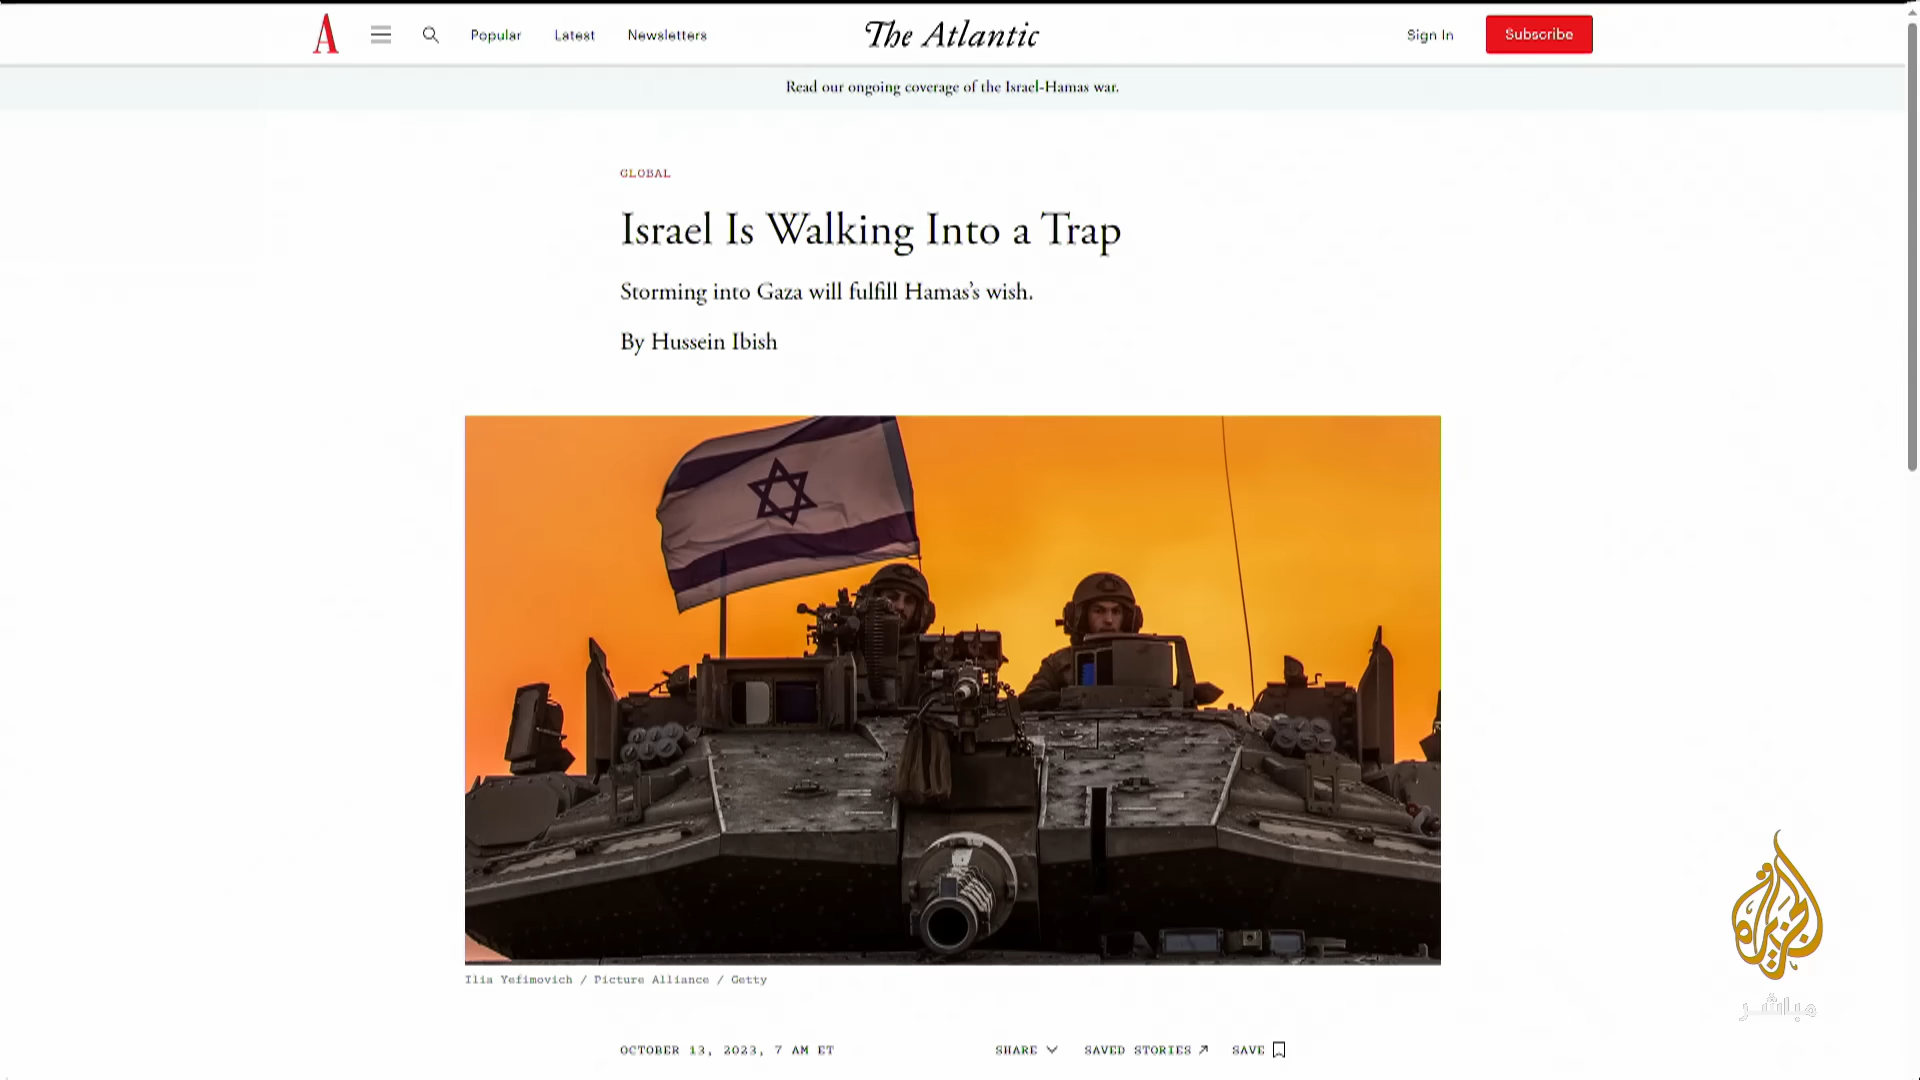 A
Popular
Latest
Newsletters
The Atlantic
Sign In
Subscribe
Read our ongoing coverage of the Israel-Hamas war.
GLOBAL
Israel Is Walking Into a Trap
Storming into Gaza will fulfill Hamas’s wish.
By Hussein Ibish
Ilia Yefimovich / Picture Alliance / Getty
الجزيرة
مباشر
OCTOBER 13, 2023, 7 AM ET
SHARE
SAVED STORIES
SAVE